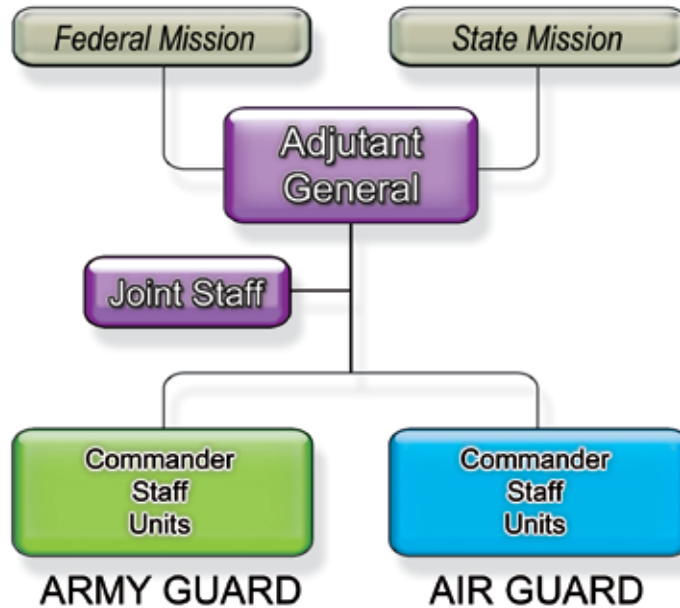 Federal Mission
State Mission
Adjutant
General
Joint Staff
Commander
Staff
Units
Commander
Staff
Units
ARMY GUARD
AIR GUARD